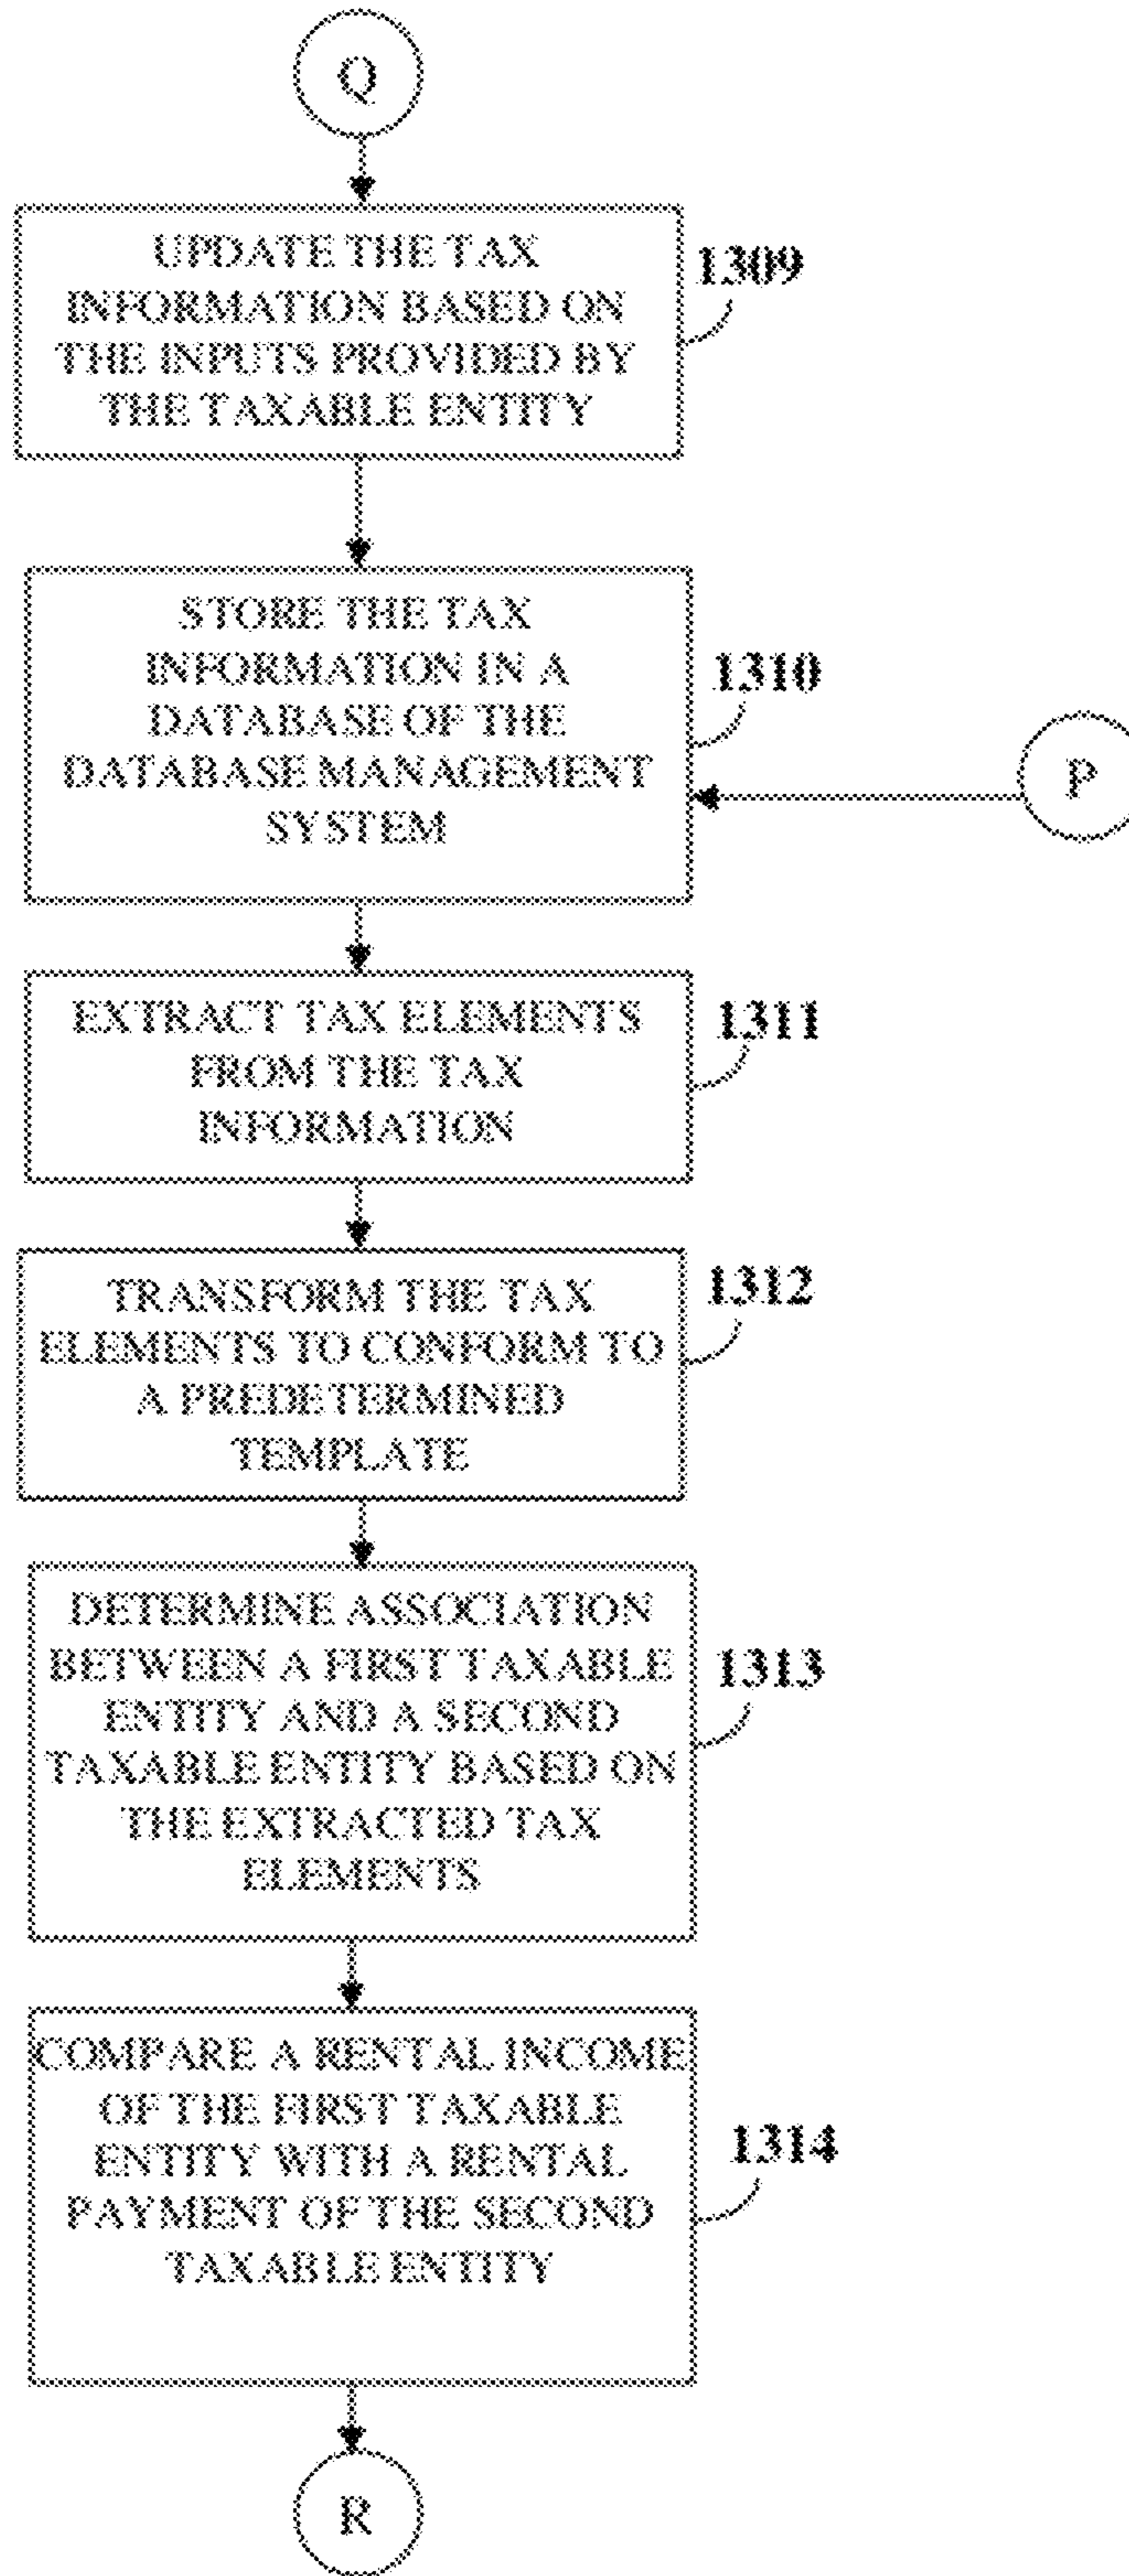 Q
UPDATE THE TAX
INFORMATION BASED ON
THE INPUTS PROVIDED BY
THE TAXABLE ENTITY
1309
STORE THE TAX
INFORMATION IN A
DATABASE OF THE
DATABASE MANAGEMENT
SYSTEM
1310
P
EXTRACT TAX ELEMENTS
FROM THE TAX
INFORMATION
1311
TRANSFORM THE TAX
ELEMENTS TO CONFORM TO
A PREDETERMINED
TEMPLATE
1312
DETERMINE ASSOCIATION
BETWEEN A FIRST TAXABLE
ENTITY AND A SECOND
TAXABLE ENTITY BASED ON
THE EXTRACTED TAX
ELEMENTS
1313
COMPARE A RENTAL INCOME
OF THE FIRST TAXABLE
ENTITY WITH A RENTAL
PAYMENT OF THE SECOND
TAXABLE ENTITY
1314
R